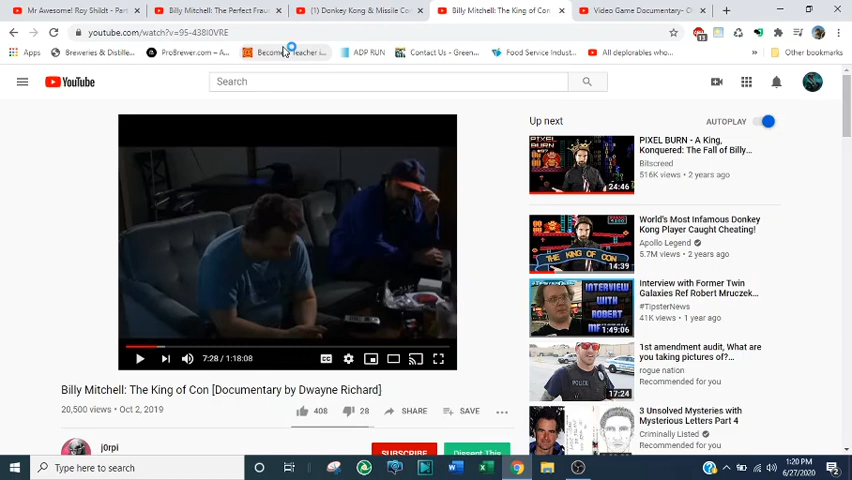 Mr Awesome! Roy Shildt - Part
Billy Mitchell: The Perfect Frau
(1) Donkey Kong & Missile Co
Billy Mitchell: The King of Con
Video Game Documentary- C
youtube.com/watch?v=95-438I0VRE
13
Apps
Breweries & Distille...
ProBrewer.com – A...
Become a Teacher i...
ADP RUN
Contact Us - Green...
Food Service Indust...
All deplorables who...
Other bookmarks
YouTube
Search
Up next
AUTOPLAY
PIXEL BURN - A King,
Conquered: The Fall of Billy...
Bitscreed
516K views • 2 years ago
24:46
World's Most Infamous Donkey
Kong Player Caught Cheating!
Apollo Legend
5.7M views • 2 years ago
THE KING OF CON
14:39
Interview with Former Twin
Galaxies Ref Robert Mruczek...
#TipsterNews
41K views • 1 year ago
INTERVIEW
WITH
ROBERT
1:49:06
1st amendment audit, What are
you taking pictures of?...
rogue nation
Recommended for you
17:24
3 Unsolved Mysteries with
Mysterious Letters Part 4
Criminally Listed
Recommended for you
7:28 / 1:18:08
Billy Mitchell: The King of Con [Documentary by Dwayne Richard]
20,500 views • Oct 2, 2019
408
28
SHARE
SAVE
j0rpi
SUBSCRIBE
Dissent This
Type here to search
1:20 PM
6/27/2020
2